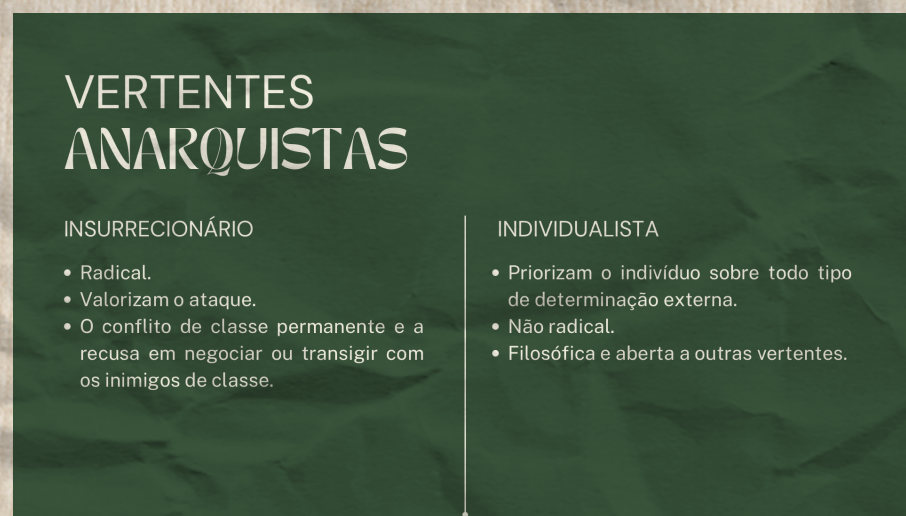 VERTENTES
ANARQUISTAS
INSURRECIONÁRIO
• Radical.
• Valorizam o ataque.
• O conflito de classe permanente e a
recusa em negociar ou transigir com
os inimigos de classe.
INDIVIDUALISTA
• Priorizam o indivíduo sobre todo tipo
de determinação externa.
• Não radical.
• Filosófica e aberta a outras vertentes.